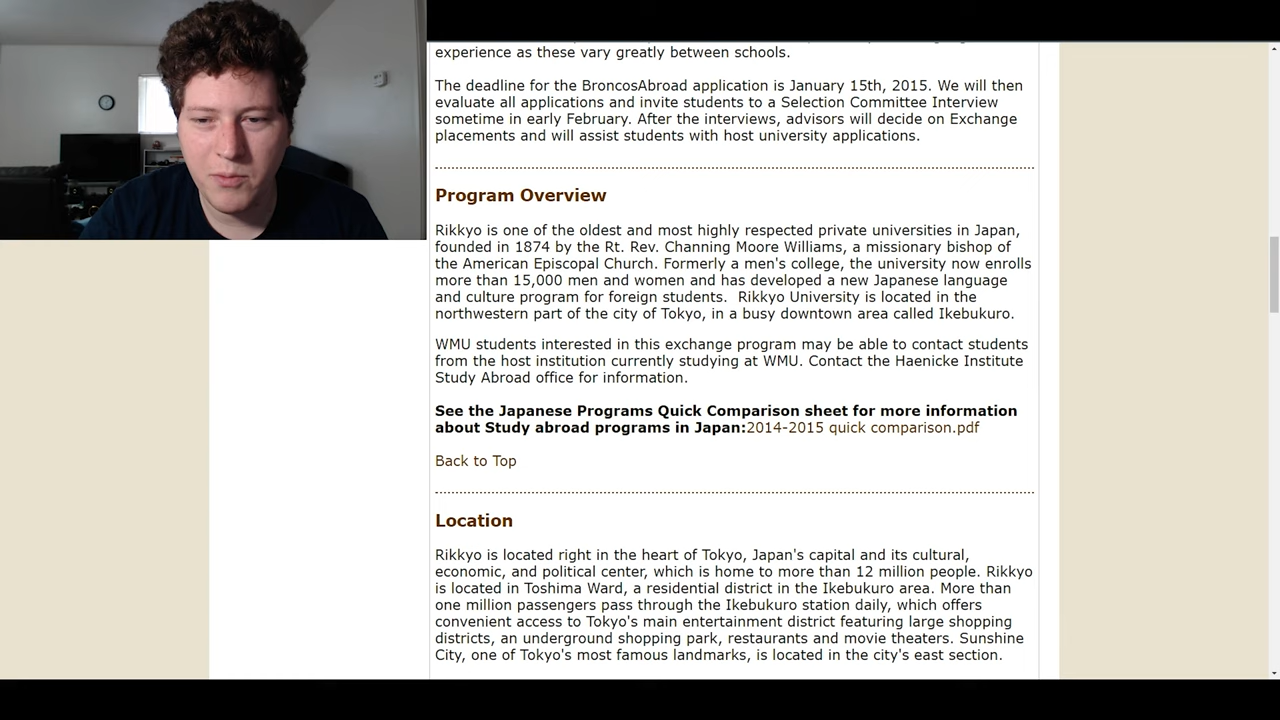 experience as these vary greatly between schools.
The deadline for the BroncosAbroad application is January 15th, 2015. We will then
evaluate all applications and invite students to a Selection Committee Interview
sometime in early February. After the interviews, advisors will decide on Exchange
placements and will assist students with host university applications.
Program Overview
Rikkyo is one of the oldest and most highly respected private universities in Japan,
founded in 1874 by the Rt. Rev. Channing Moore Williams, a missionary bishop of
the American Episcopal Church. Formerly a men's college, the university now enrolls
more than 15,000 men and women and has developed a new Japanese language
and culture program for foreign students.  Rikkyo University is located in the
northwestern part of the city of Tokyo, in a busy downtown area called Ikebukuro.
WMU students interested in this exchange program may be able to contact students
from the host institution currently studying at WMU. Contact the Haenicke Institute
Study Abroad office for information.
See the Japanese Programs Quick Comparison sheet for more information
about Study abroad programs in Japan:2014-2015 quick comparison.pdf
Back to Top
Location
Rikkyo is located right in the heart of Tokyo, Japan's capital and its cultural,
economic, and political center, which is home to more than 12 million people. Rikkyo
is located in Toshima Ward, a residential district in the Ikebukuro area. More than
one million passengers pass through the Ikebukuro station daily, which offers
convenient access to Tokyo's main entertainment district featuring large shopping
districts, an underground shopping park, restaurants and movie theaters. Sunshine
City, one of Tokyo's most famous landmarks, is located in the city's east section.